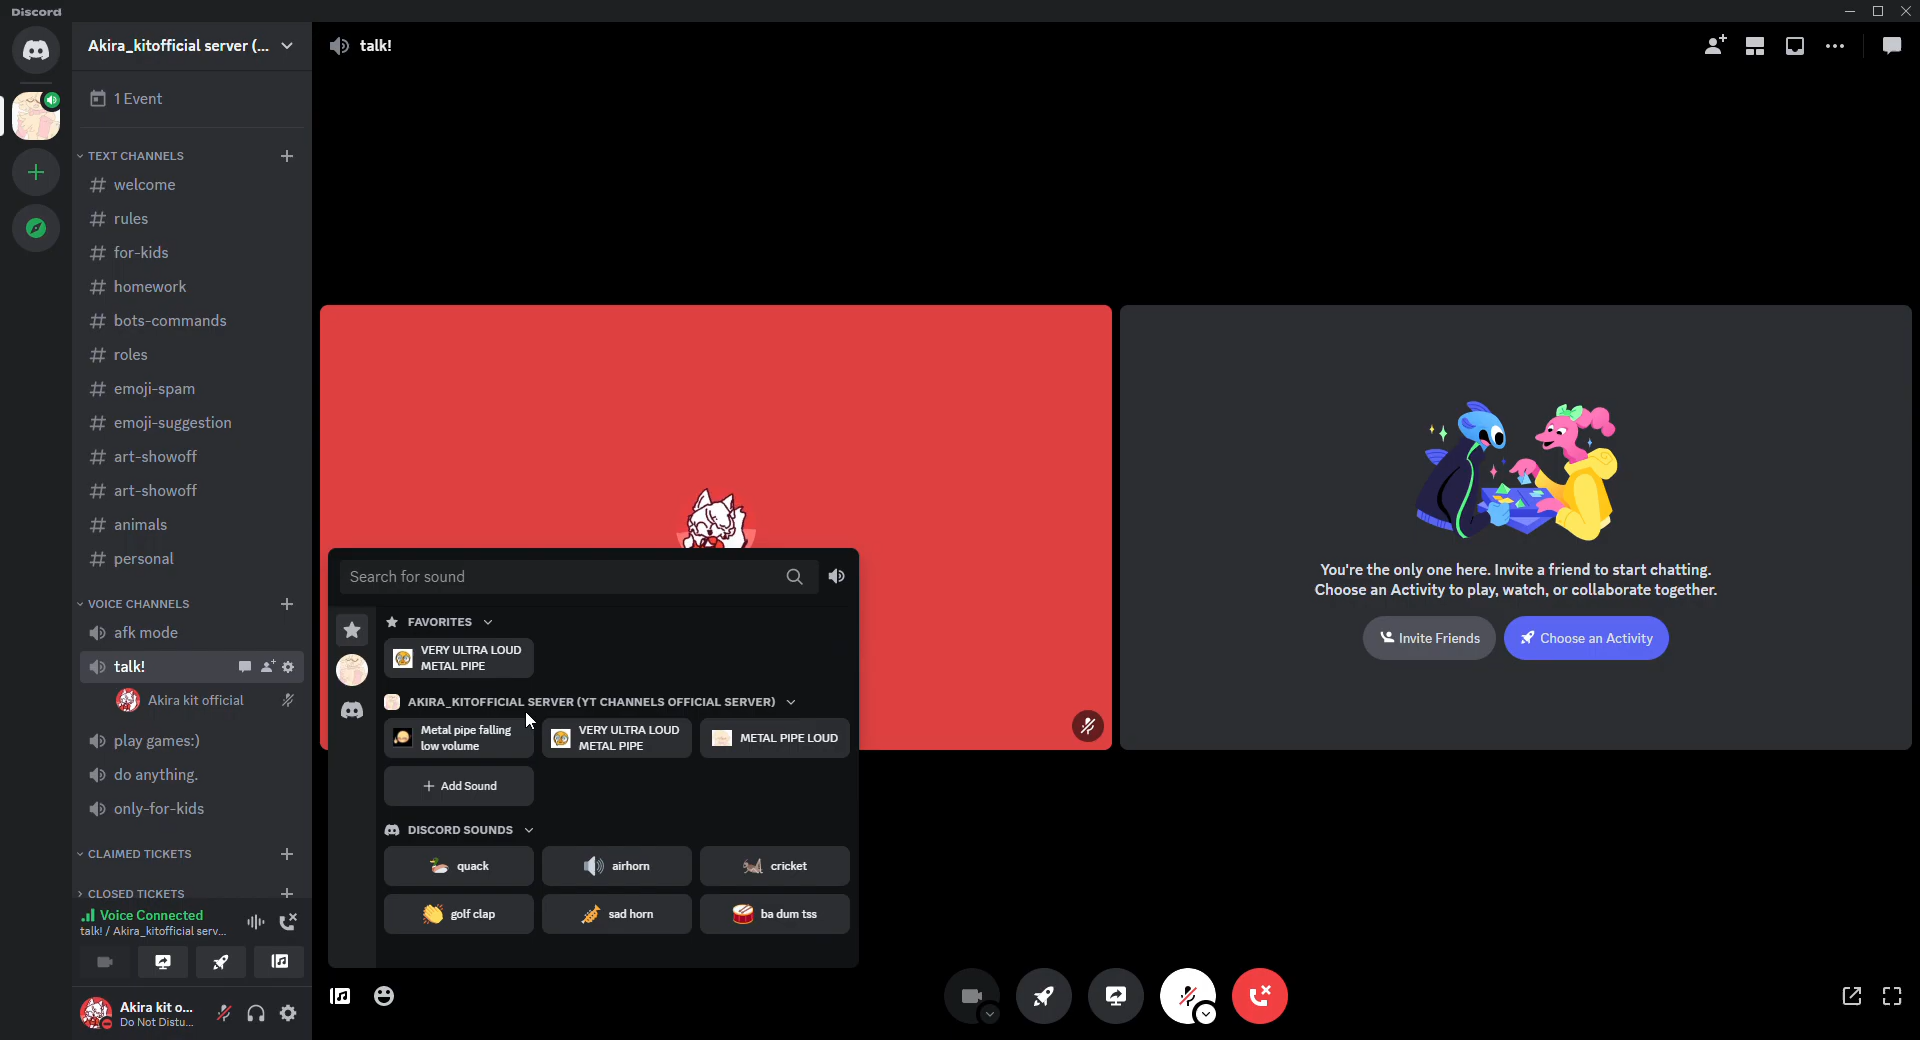 Discord
Akira_kitofficial server (...
talk!
1 Event
TEXT CHANNELS
welcome
rules
for-kids
homework
bots-commands
roles
emoji-spam
emoji-suggestion
art-showoff
art-showoff
animals
personal
VOICE CHANNELS
afk mode
talk!
Akira kit official
play games:)
do anything.
only-for-kids
CLAIMED TICKETS
CLOSED TICKETS
Voice Connected
talk! / Akira_kitofficial serv...
Akira kit o...
Do Not Distu...
Search for sound
FAVORITES
VERY ULTRA LOUD
METAL PIPE
AKIRA_KITOFFICIAL SERVER (YT CHANNELS OFFICIAL SERVER)
Metal pipe falling
low volume
VERY ULTRA LOUD
METAL PIPE
METAL PIPE LOUD
Add Sound
DISCORD SOUNDS
quack
airhorn
cricket
golf clap
sad horn
ba dum tss
You're the only one here. Invite a friend to start chatting.
Choose an Activity to play, watch, or collaborate together.
Invite Friends
Choose an Activity